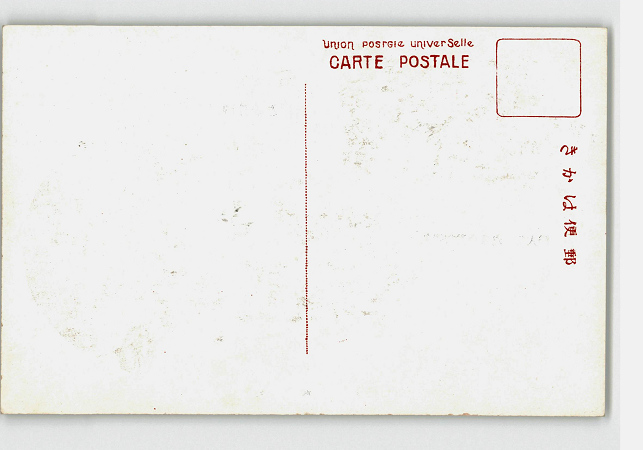 UNION POSTALE UNIVERSELLE
CARTE POSTALE
きかは便郵